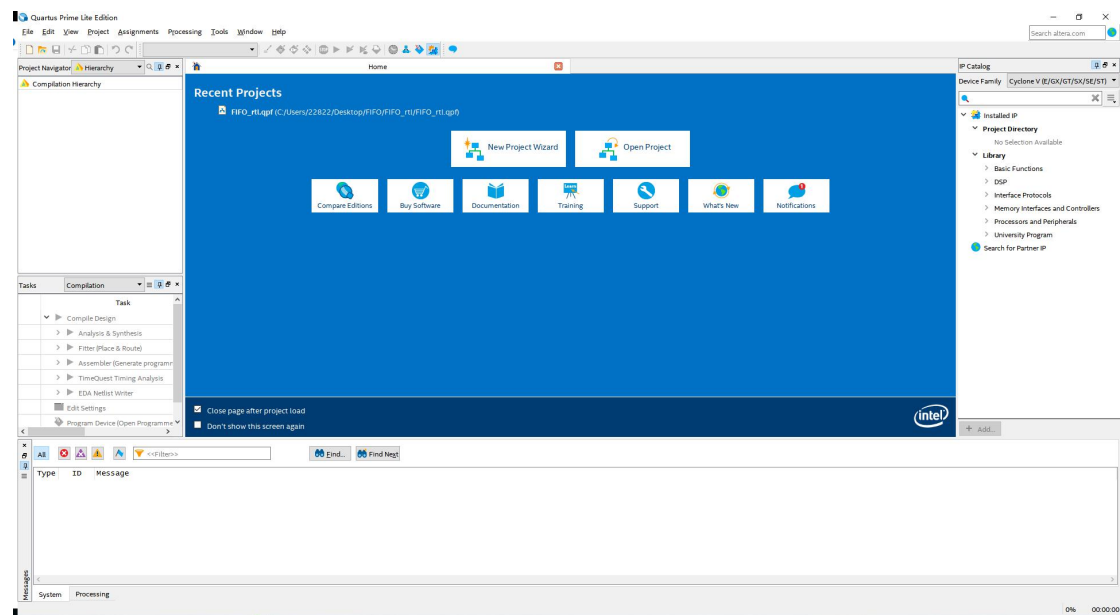 Quartus Prime Lite Edition
File Edit View Project Assignments Processing Tools Window Help
Search altera.com
Project Navigator Hierarchy
Home
IP Catalog
Compilation Hierarchy
Device Family Cyclone V (E/GX/GT/SX/SE/ST)
Recent Projects
FIFO_rtl.qpf (C:/Users/22822/Desktop/FIFO/FIFO_rtl/FIFO_rtl.qpf)
New Project Wizard
Open Project
Compare Editions
Buy Software
Documentation
Learn
Training
Support
What's New
Notifications
1
Installed IP
Project Directory
No Selection Available
Library
Basic Functions
DSP
Interface Protocols
Memory Interfaces and Controllers
Processors and Peripherals
University Program
Search for Partner IP
Tasks Compilation
Task
Compile Design
Analysis & Synthesis
Fitter (Place & Route)
Assembler (Generate programm
TimeQuest Timing Analysis
EDA Netlist Writer
Edit Settings
Program Device (Open Programme
Close page after project load
Don't show this screen again
intel
+ Add...
All
<<Filter>>
Find...
Find Next
Type ID Message
Messages
System Processing
0% 00:00:00